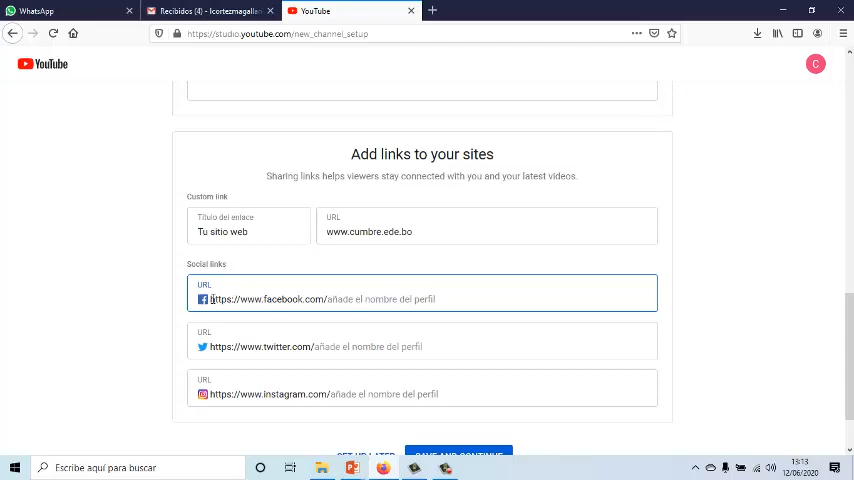 WhatsApp
Recibidos (4) - lcortezmagallan
YouTube
https://studio.youtube.com/new_channel_setup
YouTube
C
Add links to your sites
Sharing links helps viewers stay connected with you and your latest videos.
Custom link
Título del enlace
Tu sitio web
URL
www.cumbre.ede.bo
Social links
URL
https://www.facebook.com/añade el nombre del perfil
URL
https://www.twitter.com/añade el nombre del perfil
URL
https://www.instagram.com/añade el nombre del perfil
SET UP LATER
SAVE AND CONTINUE
Escribe aquí para buscar
13:13
12/06/2020